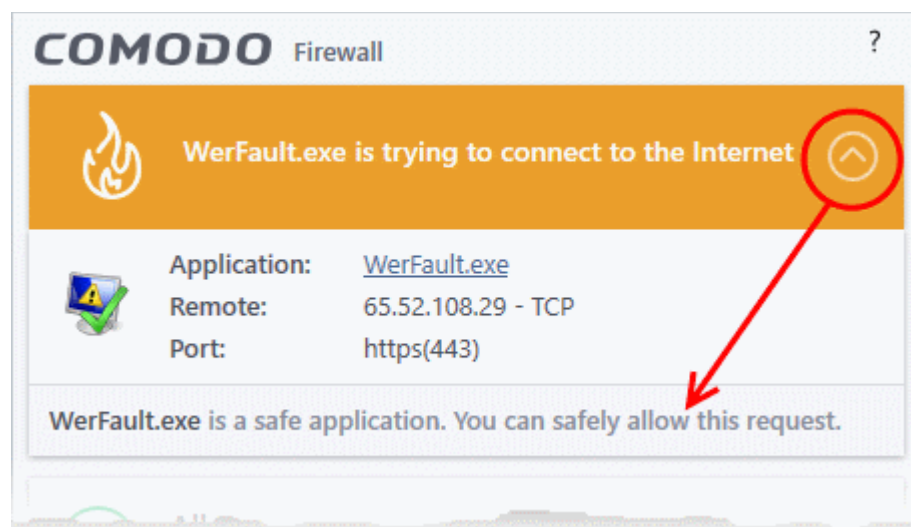 COMODO Firewall ?
WerFault.exe is trying to connect to the Internet
Application: WerFault.exe
Remote: 65.52.108.29 - TCP
Port: https(443)
WerFault.exe is a safe application. You can safely allow this request.